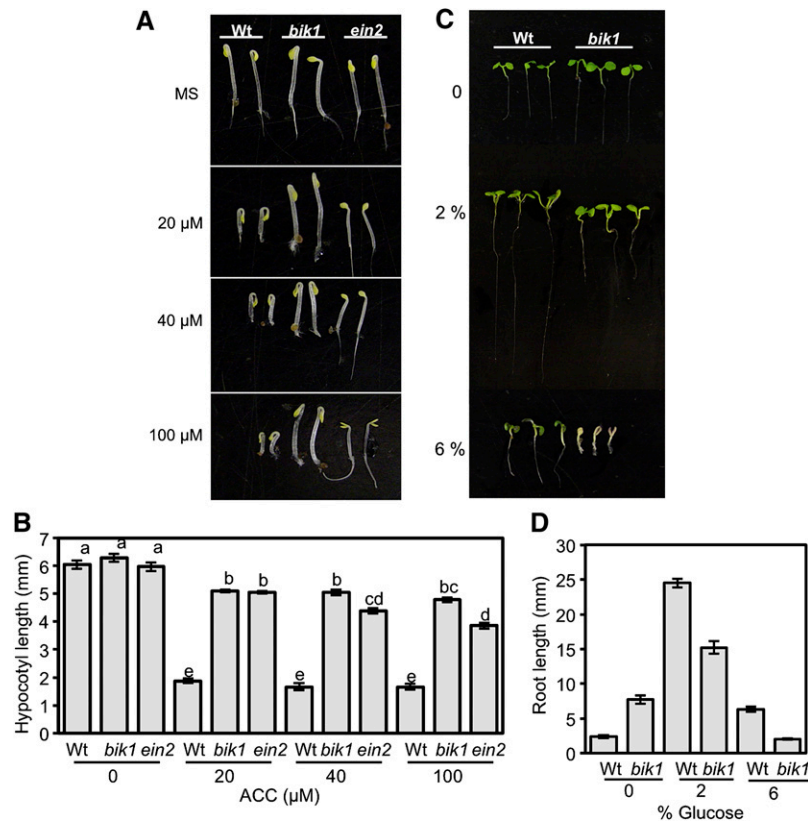 A
Wt bik1 ein2
MS
20 µM
40 µM
100 µM
C
Wt bik1
0
2 %
6 %
B
Hypocotyl length (mm)
7
6
5
4
3
2
1
0
a a a
e b b
e b cd
e bc d
Wt bik1 ein2 Wt bik1 ein2 Wt bik1 ein2 Wt bik1 ein2
0 20 40 100
ACC (µM)
D
Root length (mm)
30
25
20
15
10
5
0
Wt bik1 Wt bik1 Wt bik1
0 2 6
% Glucose